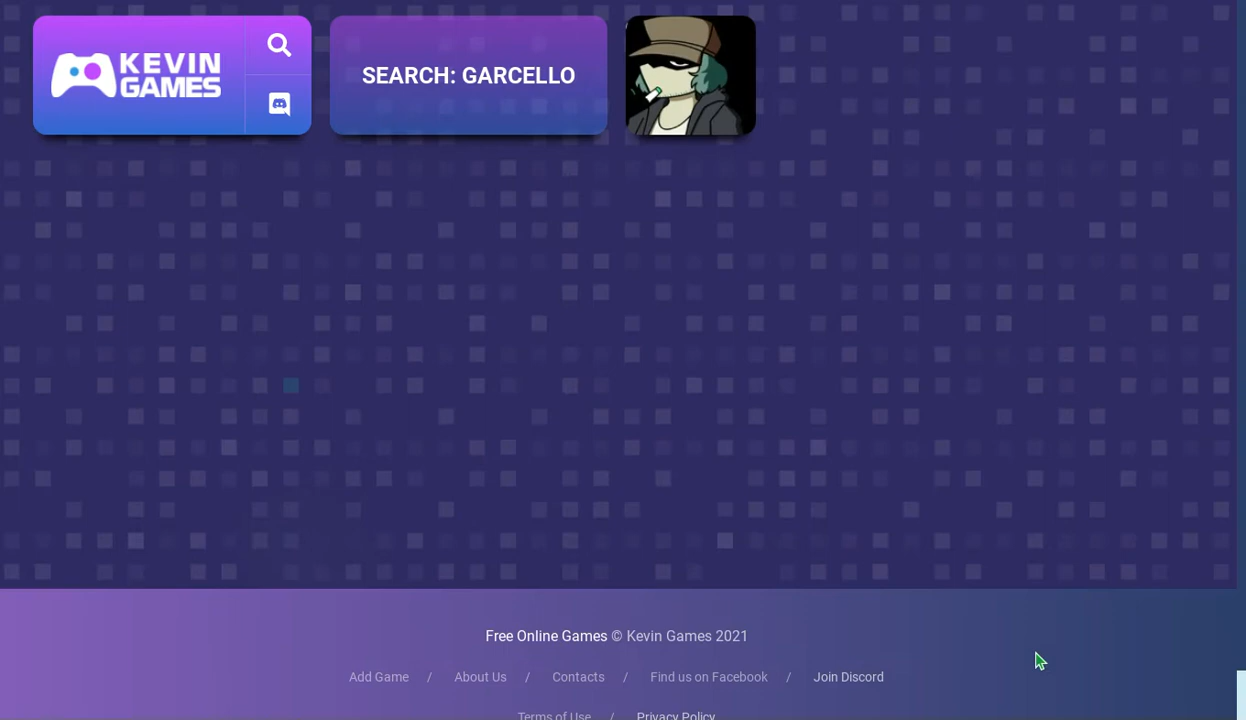 KEVIN
GAMES
SEARCH: GARCELLO
Free Online Games © Kevin Games 2021
Add Game / About Us / Contacts / Find us on Facebook / Join Discord
Terms of Use / Privacy Policy